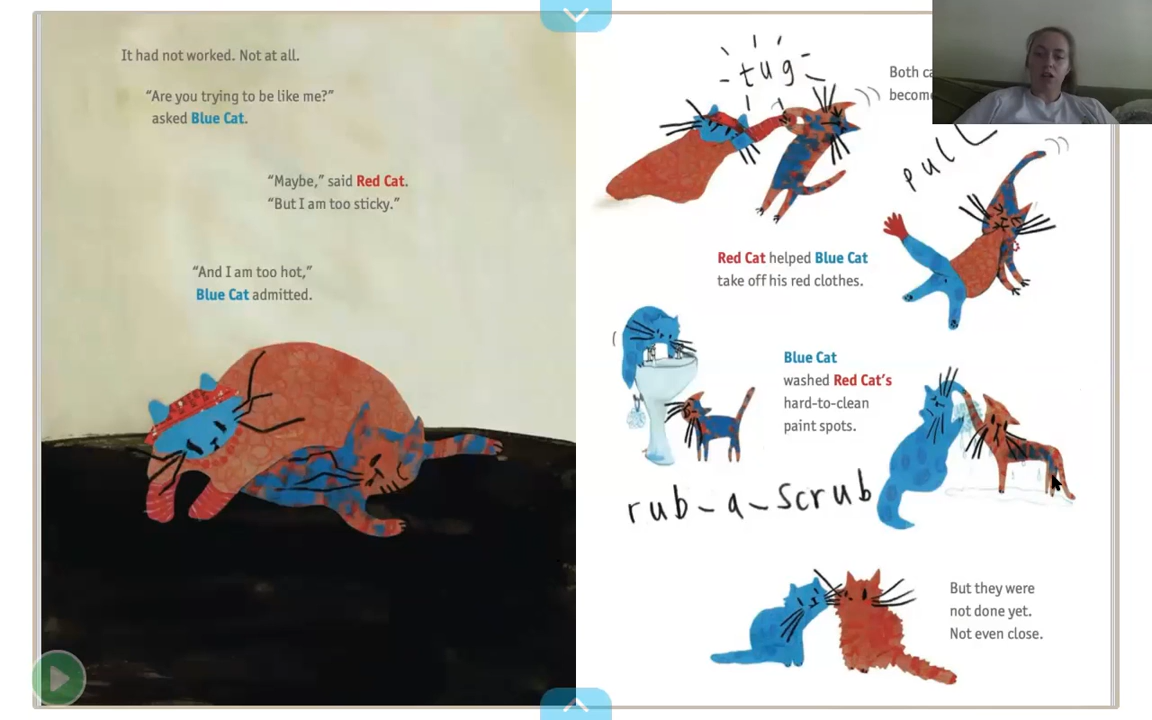 It had not worked. Not at all.
“Are you trying to be like me?”
asked Blue Cat.
“Maybe,” said Red Cat.
“But I am too sticky.”
“And I am too hot,”
Blue Cat admitted.
tug
Both
become
pull
Red Cat helped Blue Cat
take off his red clothes.
Blue Cat
washed Red Cat’s
hard-to-clean
paint spots.
rub-a-scrub
But they were
not done yet.
Not even close.